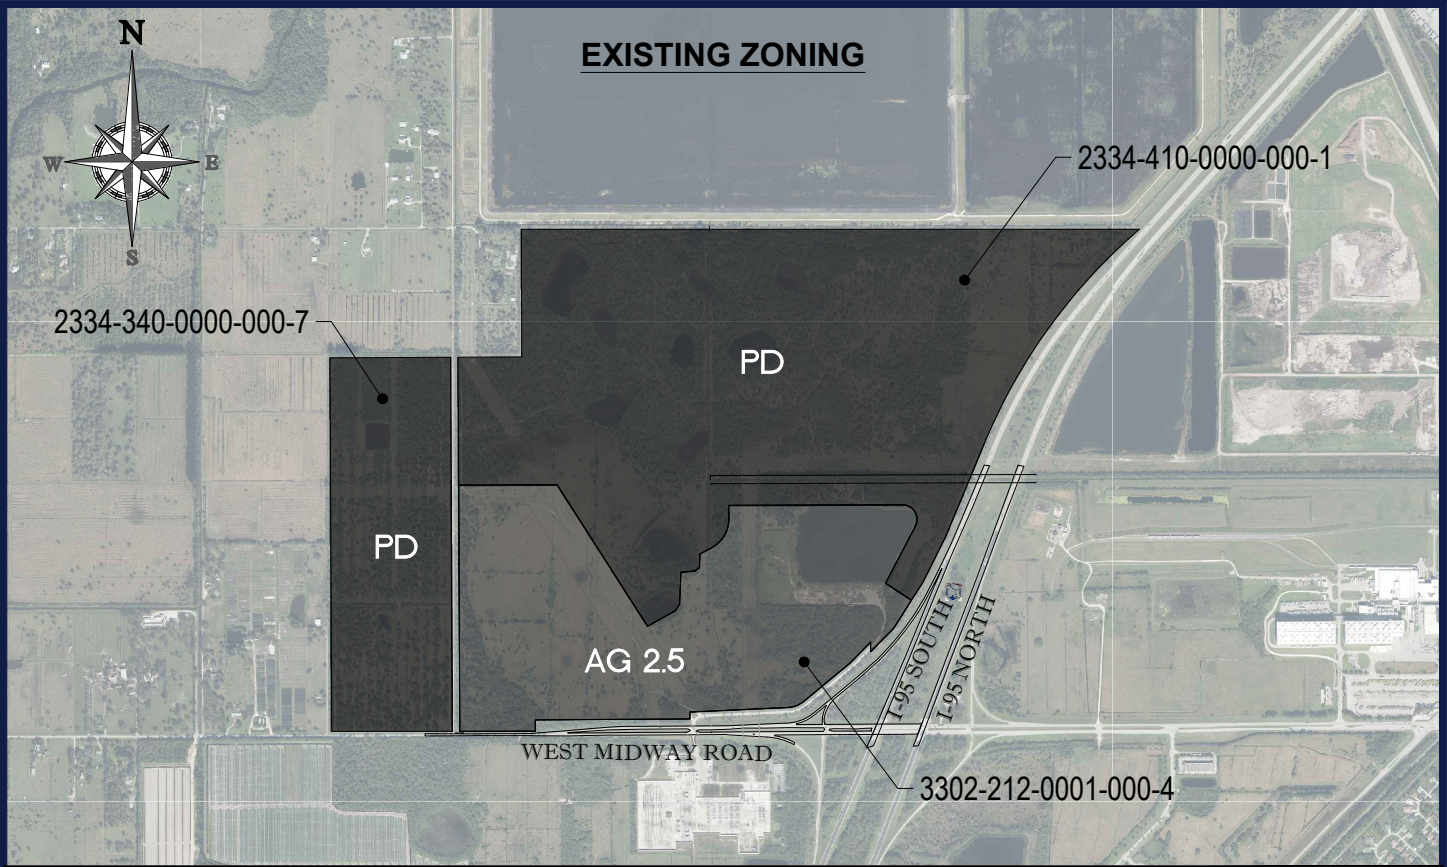 N
EXISTING ZONING
W
E
S
2334-410-0000-000-1
2334-340-0000-000-7
PD
PD
AG 2.5
I-95 SOUTH
I-95 NORTH
WEST MIDWAY ROAD
3302-212-0001-000-4